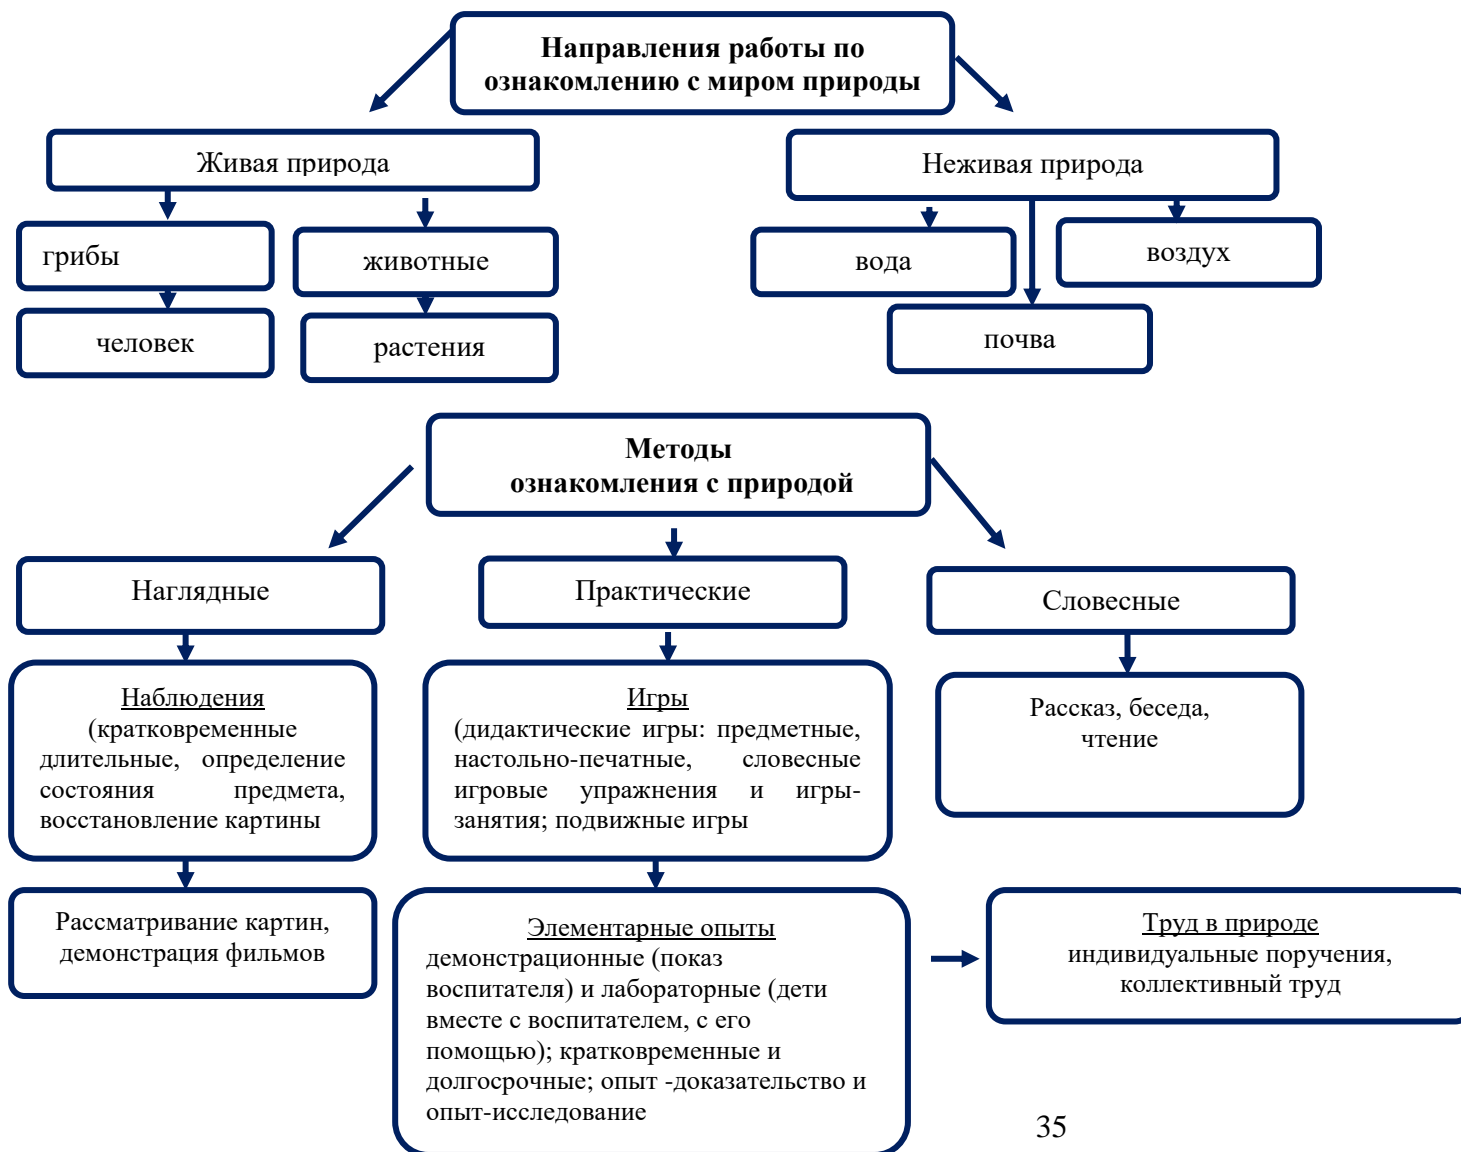 Направления работы по
ознакомлению с миром природы
Живая природа
Неживая природа
грибы
животные
вода
воздух
человек
растения
почва
Методы
ознакомления с природой
Наглядные
Практические
Словесные
Наблюдения
(кратковременные
длительные, определение
состояния предмета,
восстановление картины
Игры
(дидактические игры: предметные,
настольно-печатные, словесные
игровые упражнения и игры-
занятия; подвижные игры
Рассказ, беседа,
чтение
Рассматривание картин,
демонстрация фильмов
Элементарные опыты
демонстрационные (показ
воспитателя) и лабораторные (дети
вместе с воспитателем, с его
помощью); кратковременные и
долгосрочные; опыт -доказательство и
опыт-исследование
Труд в природе
индивидуальные поручения,
коллективный труд
35